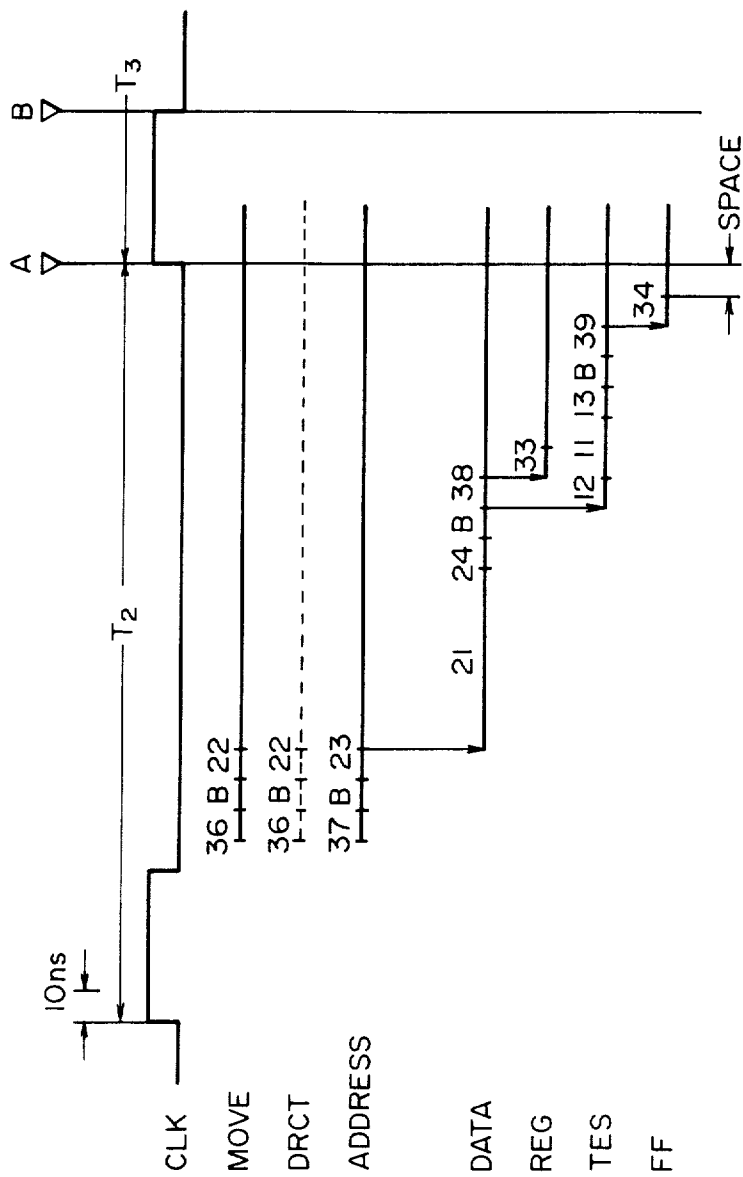 A B
T2 T3
10ns
CLK
MOVE 36 B 22
DRCT 36 B 22
ADDRESS 37 B 23
DATA 21 24 B 38
REG 33
TES 12 11 13 B 39
FF 34
SPACE